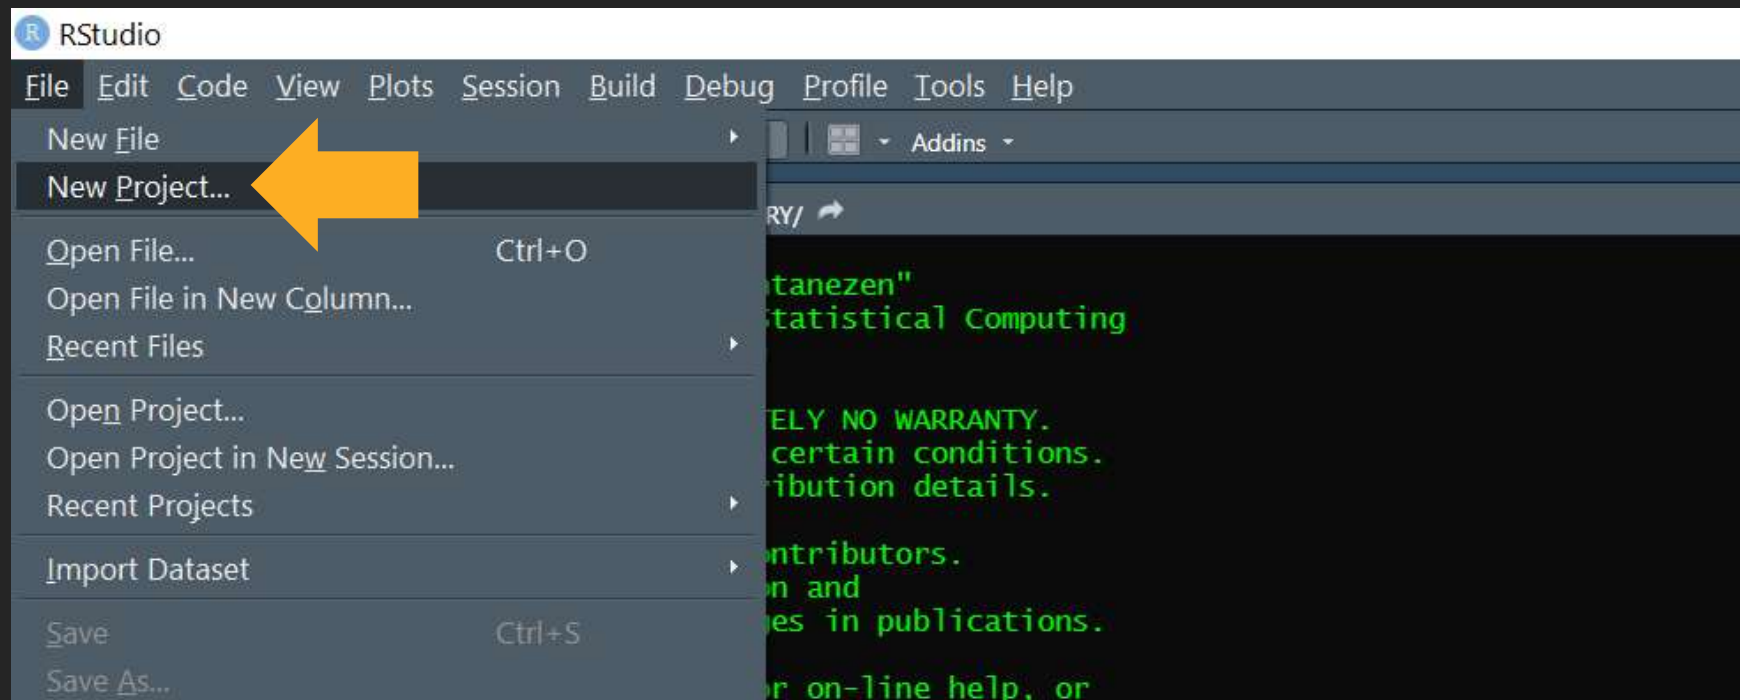 RStudio
File Edit Code View Plots Session Build Debug Profile Tools Help
New File
Addins
New Project...
RY/
Open File... Ctrl+O
tanezen"
Open File in New Column...
tatistical Computing
Recent Files
Open Project...
ELY NO WARRANTY.
Open Project in New Session...
certain conditions.
ibution details.
Recent Projects
ntributors.
Import Dataset
n and
es in publications.
Save Ctrl+S
Save As...
r on-line help, or